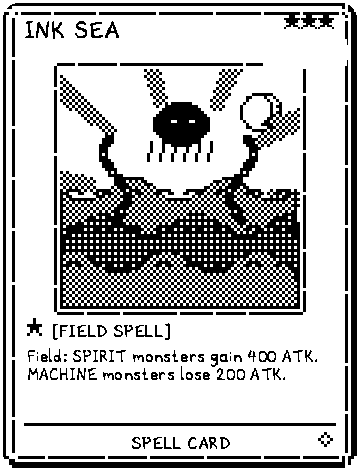 INK SEA
[FIELD SPELL]
Field: SPIRIT monsters gain 400 ATK.
MACHINE monsters lose 200 ATK.
SPELL CARD